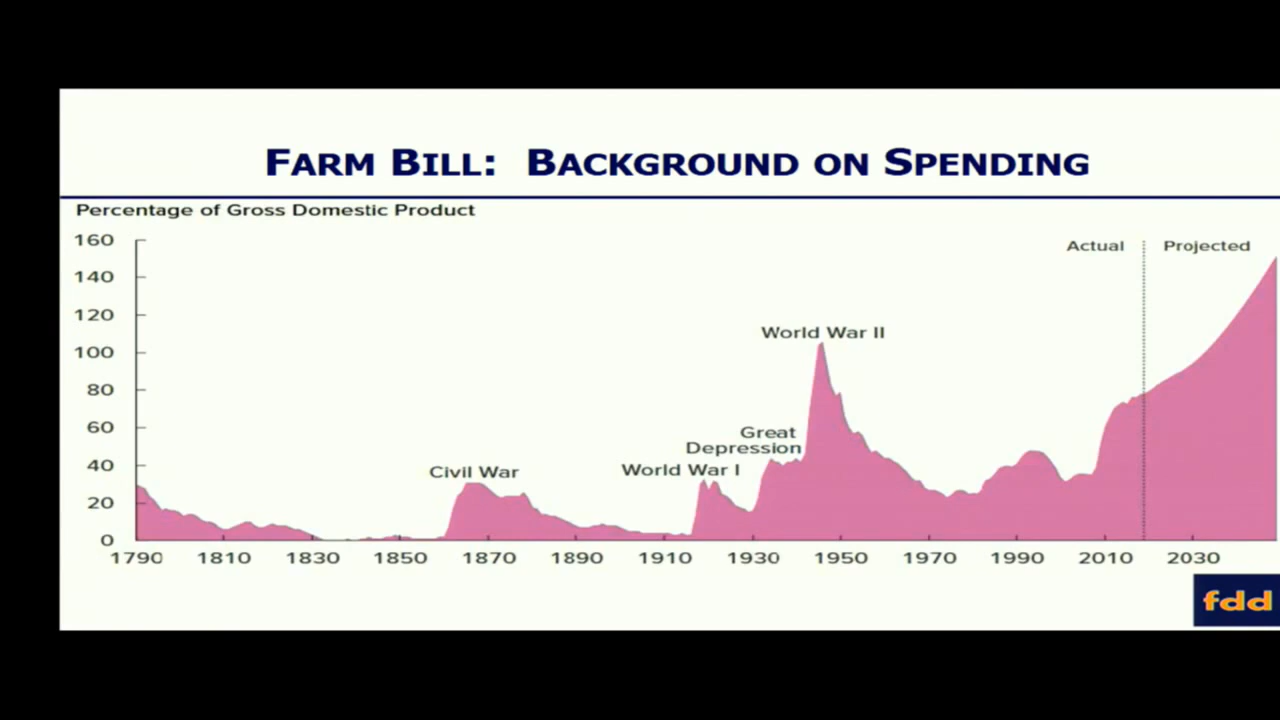 FARM BILL: BACKGROUND ON SPENDING
Percentage of Gross Domestic Product
160
140
120
100
80
60
40
20
0
Actual
Projected
World War II
Great
Depression
World War I
Civil War
1790 1810 1830 1850 1870 1890 1910 1930 1950 1970 1990 2010 2030
fdd